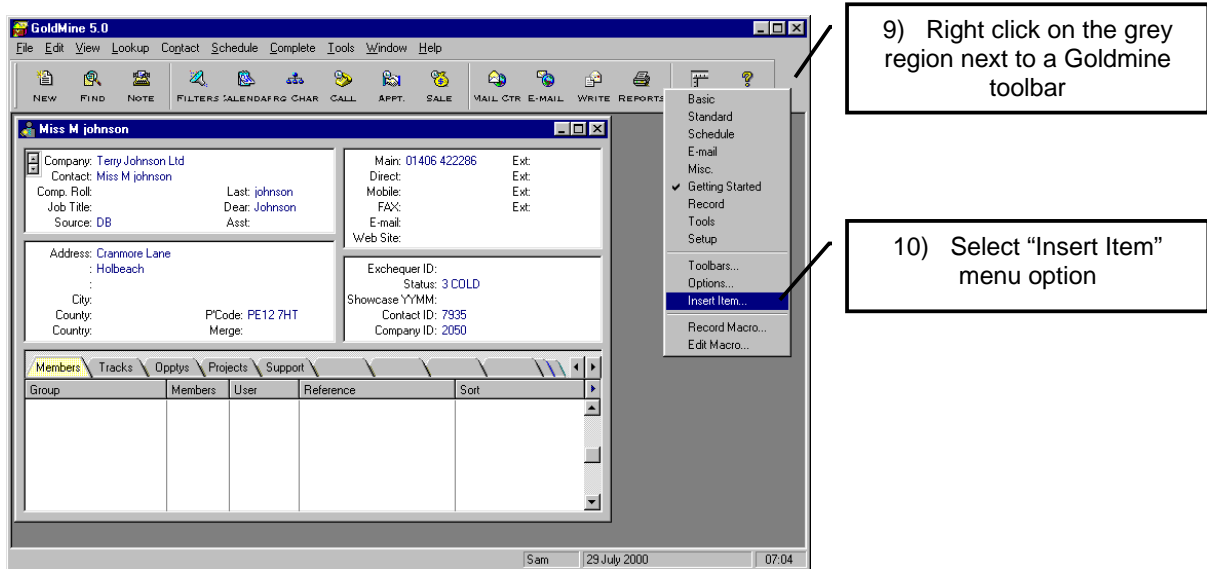 GoldMine 5.0
File Edit View Lookup Contact Schedule Complete Tools Window Help
NEW FIND NOTE FILTERS CALENDAFRG CHAR CALL APPT. SALE MAIL CTR E-MAIL WRITE REPORTS
Basic
Standard
Schedule
E-mail
Misc.
Getting Started
Record
Tools
Setup
Toolbars...
Options...
Insert Item...
Record Macro...
Edit Macro...
Miss M johnson
Company: Terry Johnson Ltd
Contact: Miss M johnson
Comp. Roll: Last: johnson
Job Title: Dear: Johnson
Source: DB Asst:
Main: 01406 422286 Ext:
Direct: Ext:
Mobile: Ext:
FAX: Ext:
E-mail:
Web Site:
Address: Cranmore Lane
: Holbeach
:
City:
County: P'Code: PE12 7HT
Country: Merge:
Exchequer ID:
Status: 3 COLD
Showcase YYMM:
Contact ID: 7935
Company ID: 2050
Members Tracks Opptys Projects Support
Group Members User Reference Sort
Sam 29 July 2000 07:04
9) Right click on the grey
region next to a Goldmine
toolbar
10) Select “Insert Item”
menu option